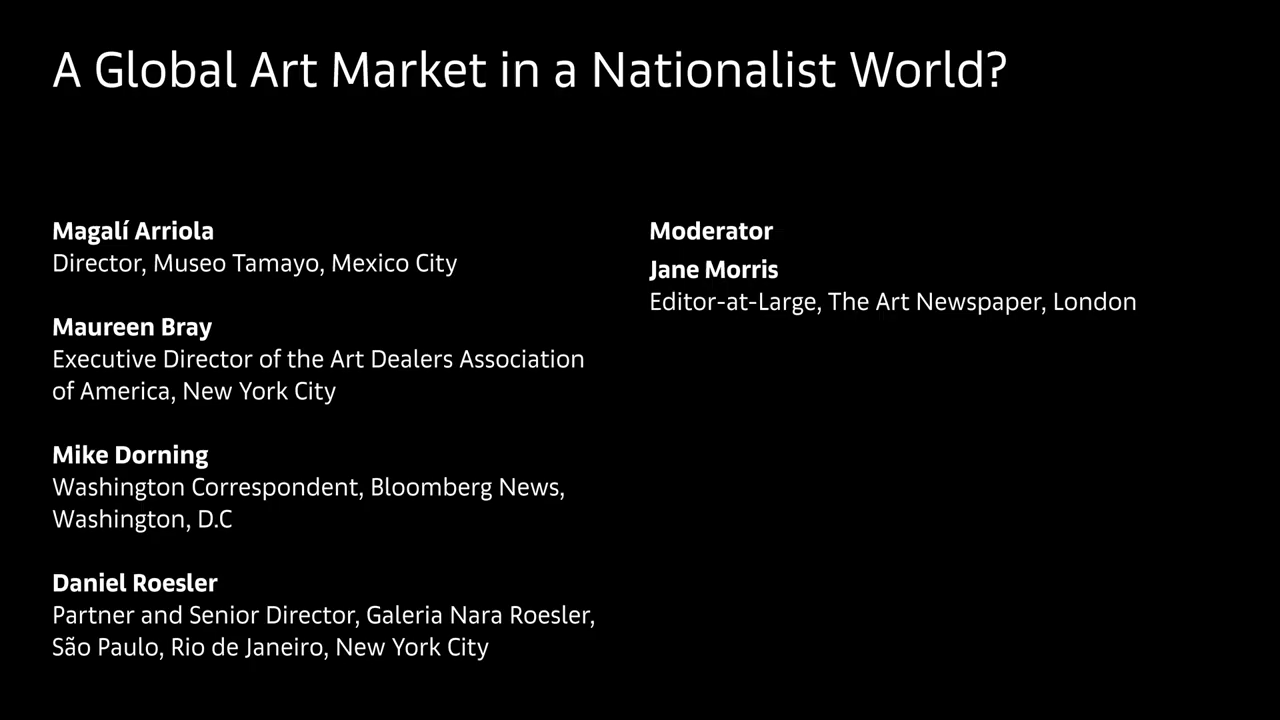 A Global Art Market in a Nationalist World?
Magalí Arriola
Director, Museo Tamayo, Mexico City
Maureen Bray
Executive Director of the Art Dealers Association
of America, New York City
Mike Dorning
Washington Correspondent, Bloomberg News,
Washington, D.C
Daniel Roesler
Partner and Senior Director, Galeria Nara Roesler,
São Paulo, Rio de Janeiro, New York City
Moderator
Jane Morris
Editor-at-Large, The Art Newspaper, London